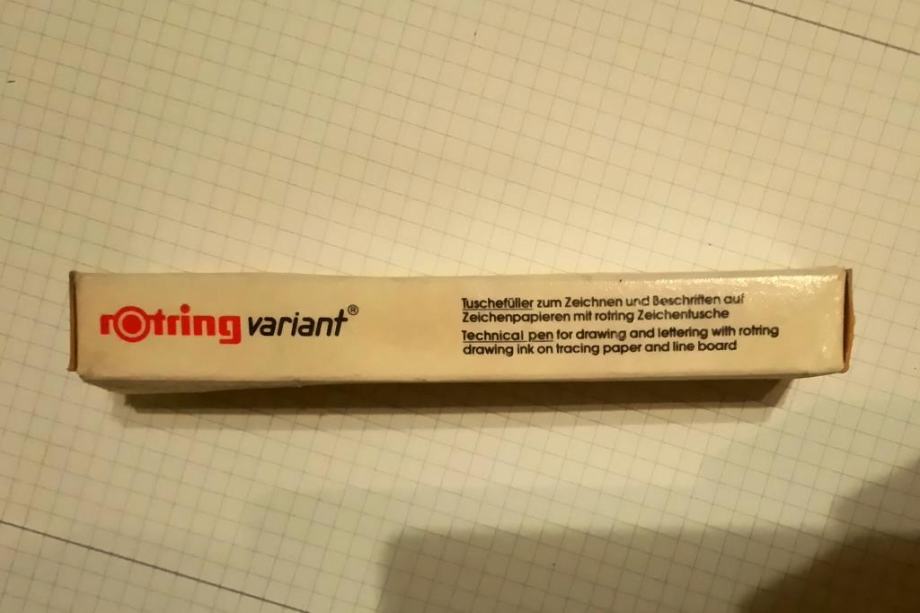 rotring variant®
Tuschefüller zum Zeichnen und Beschriften auf
Zeichenpapieren mit rotring Zeichentusche
Technical pen for drawing and lettering with rotring
drawing ink on tracing paper and line board